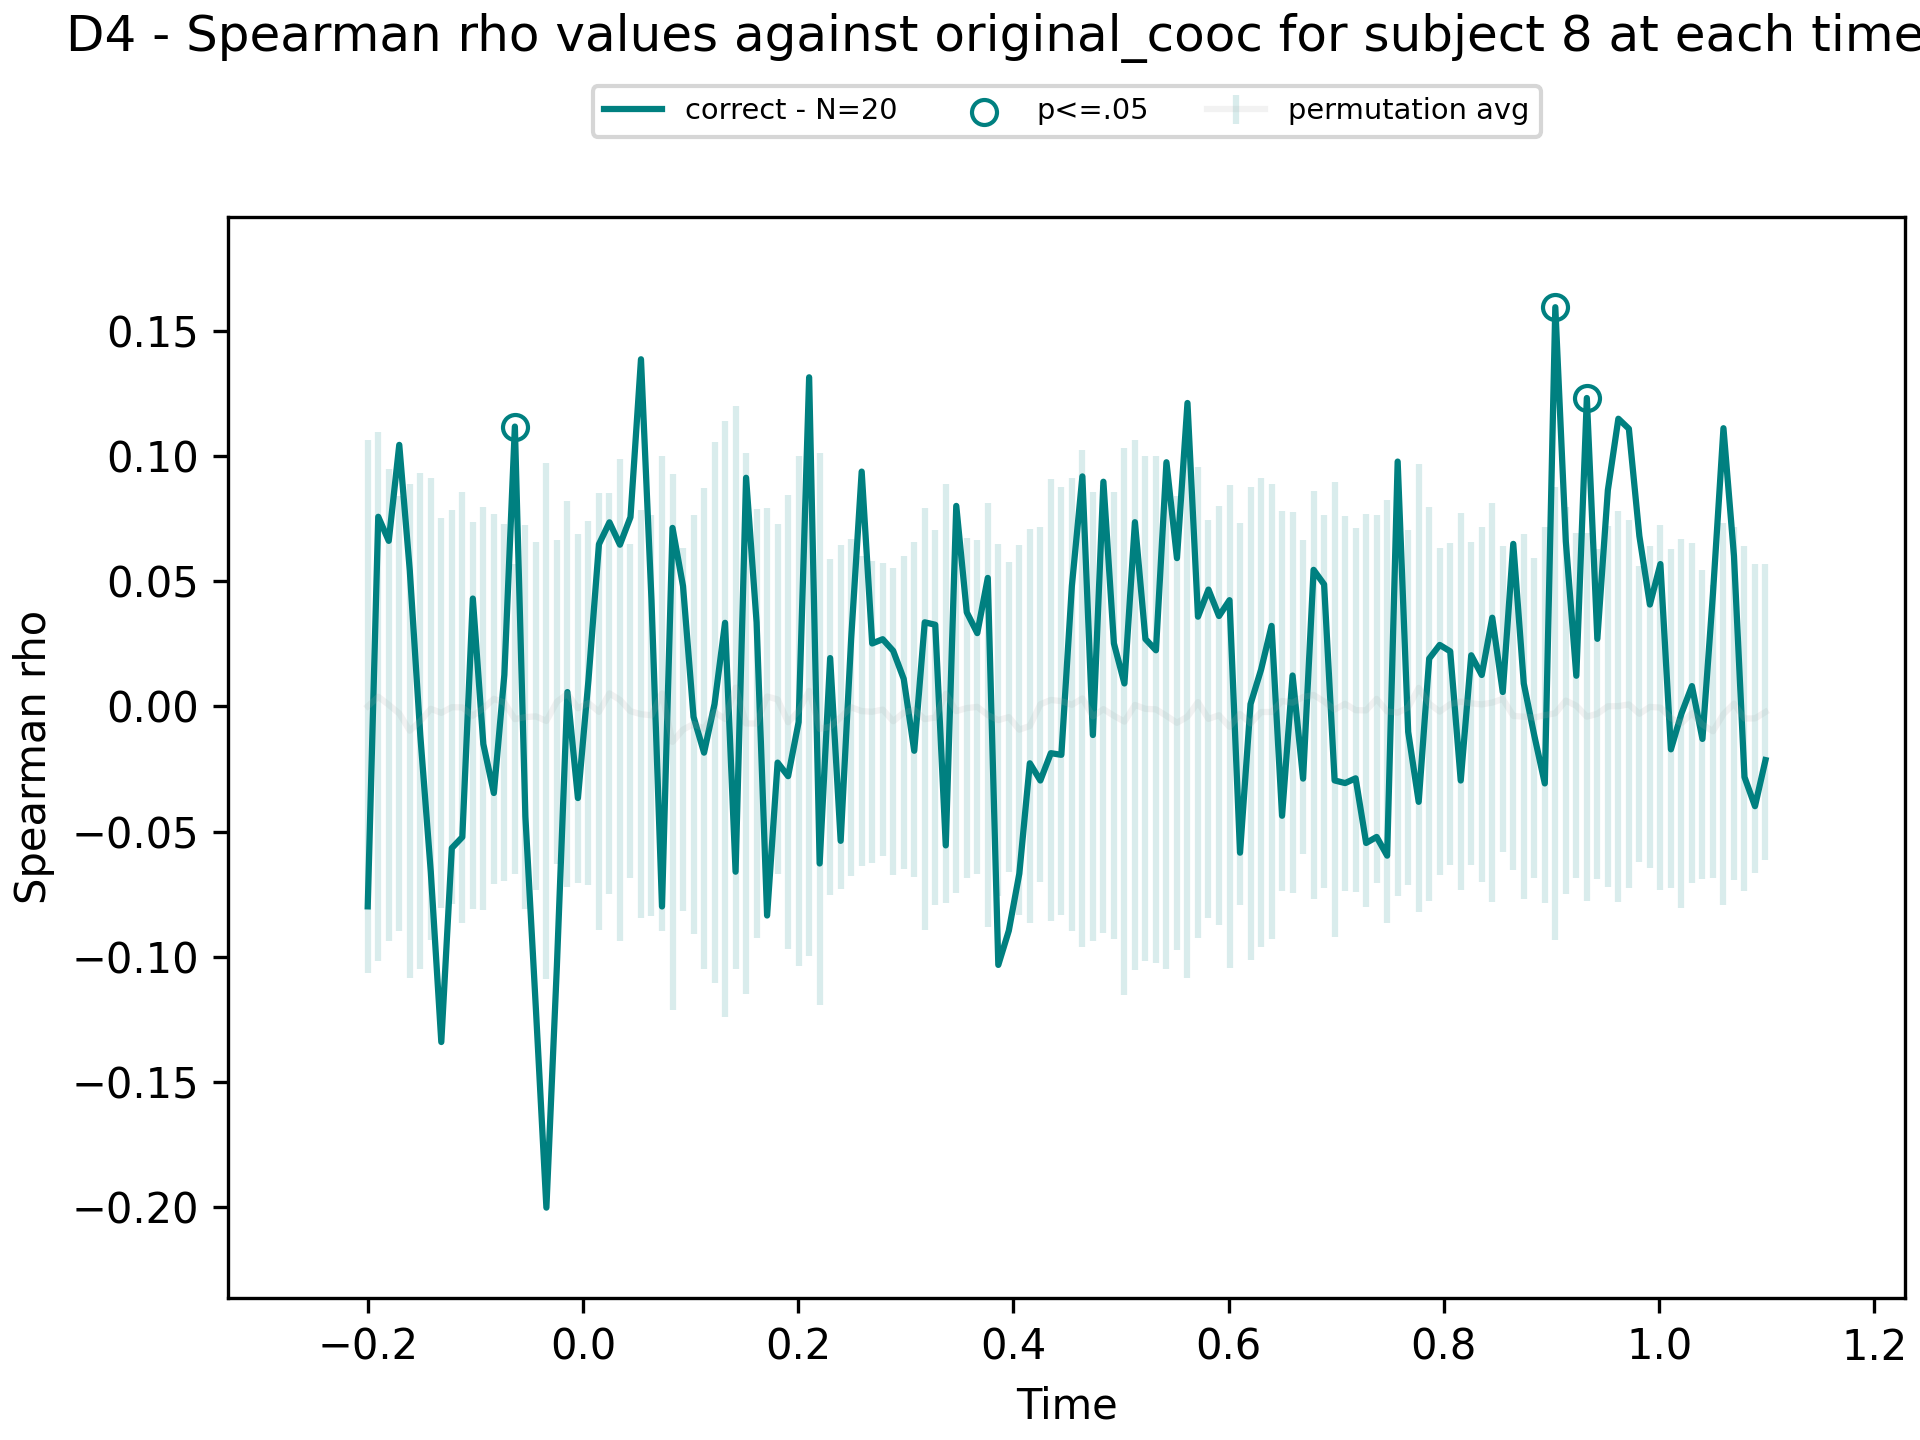 D4 - Spearman rho values against original_cooc for subject 8 at each time
correct - N=20 p<=.05 permutation avg
Spearman rho
0.15
0.10
0.05
0.00
−0.05
−0.10
−0.15
−0.20
−0.2 0.0 0.2 0.4 0.6 0.8 1.0 1.2
Time